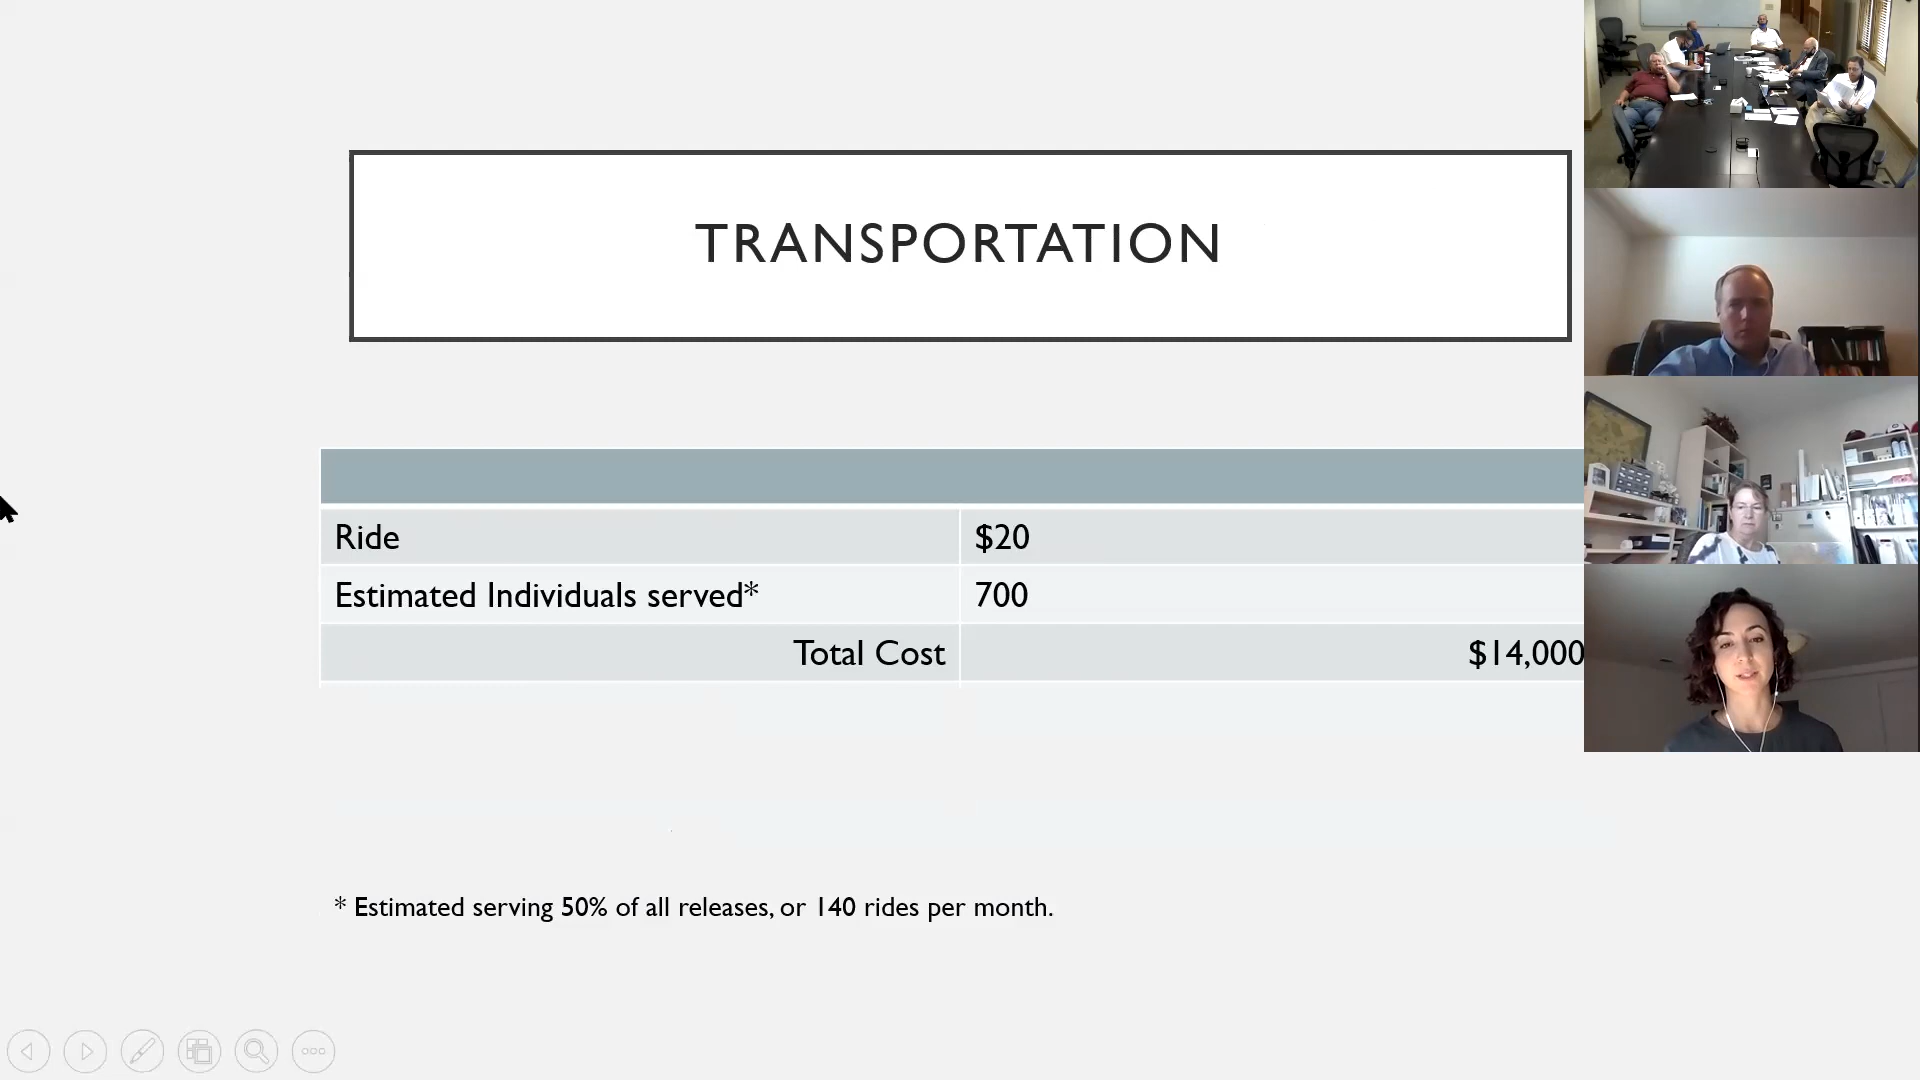 TRANSPORTATION
Ride $20
Estimated Individuals served* 700
Total Cost $14,000
* Estimated serving 50% of all releases, or 140 rides per month.